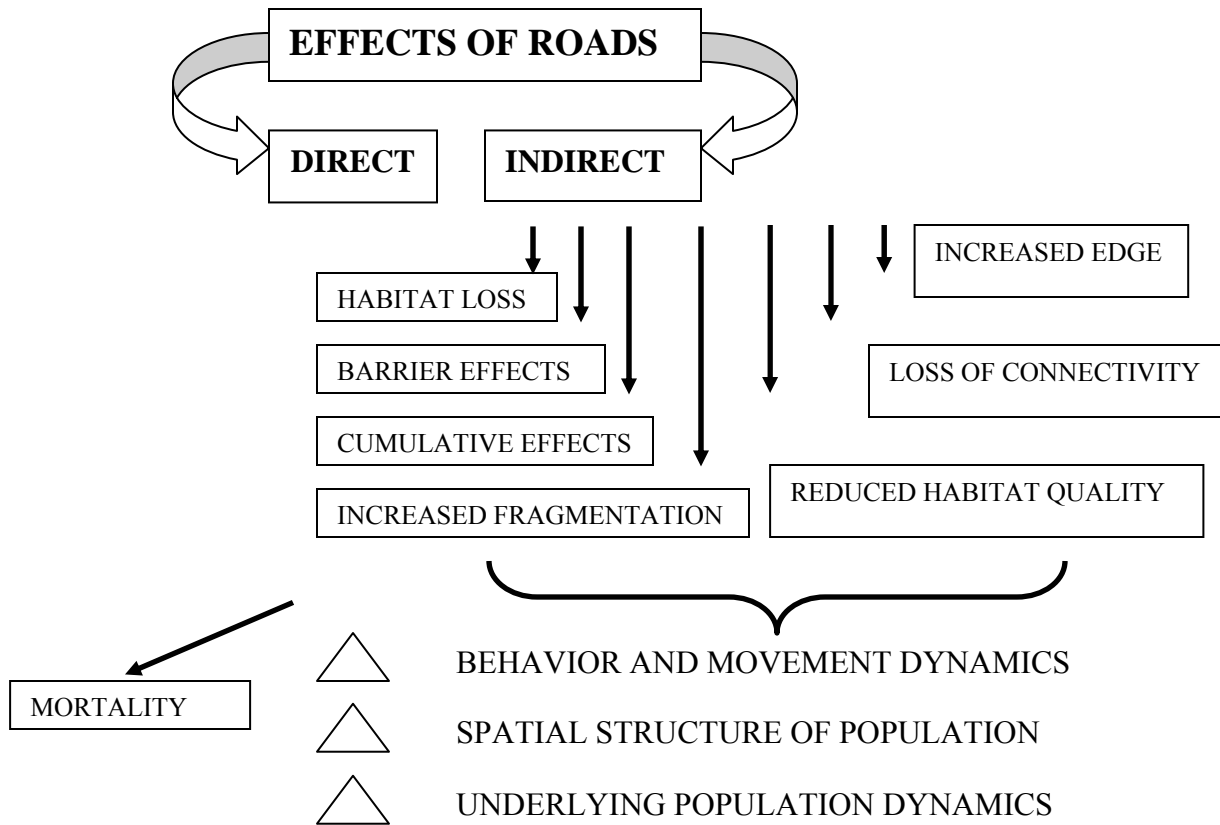 EFFECTS OF ROADS
DIRECT
INDIRECT
INCREASED EDGE
HABITAT LOSS
BARRIER EFFECTS
LOSS OF CONNECTIVITY
CUMULATIVE EFFECTS
REDUCED HABITAT QUALITY
INCREASED FRAGMENTATION
BEHAVIOR AND MOVEMENT DYNAMICS
MORTALITY
SPATIAL STRUCTURE OF POPULATION
UNDERLYING POPULATION DYNAMICS